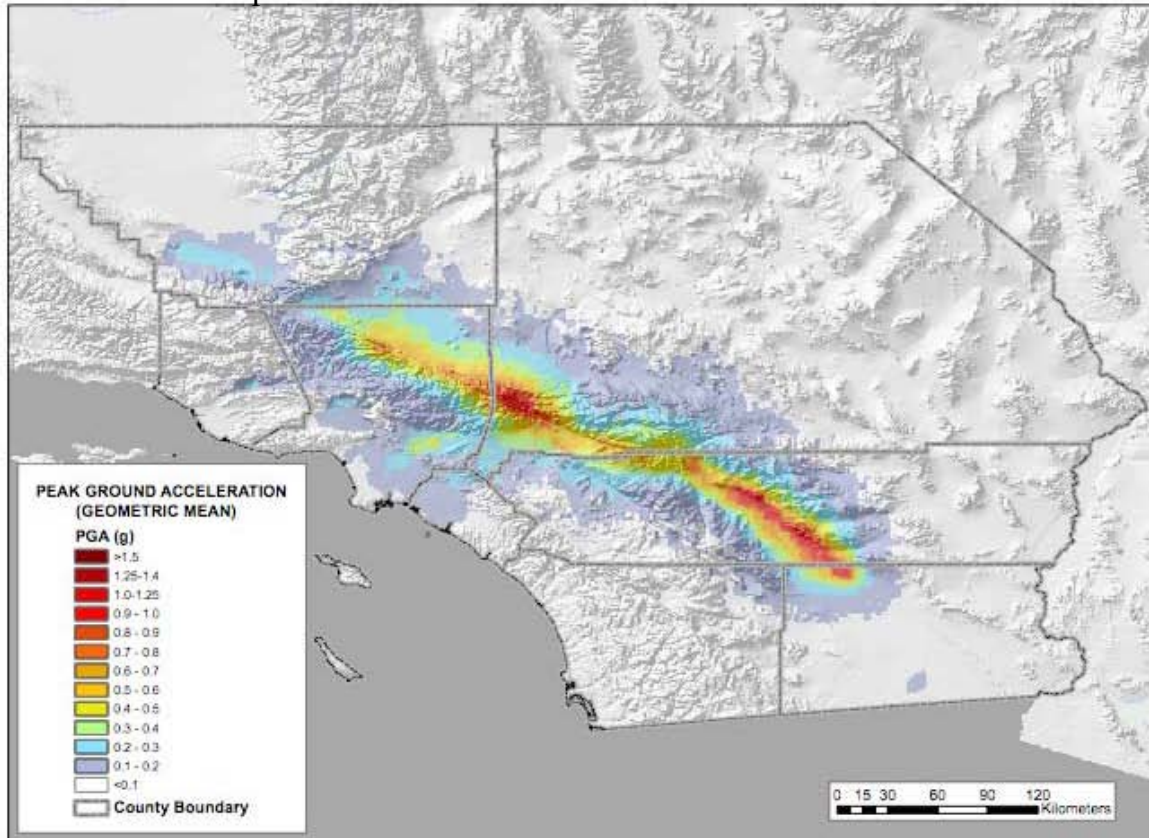 PEAK GROUND ACCELERATION
(GEOMETRIC MEAN)
PGA (g)
>1.5
1.25-1.4
1.0-1.25
0.9 - 1.0
0.8 - 0.9
0.7 - 0.8
0.6 - 0.7
0.5 - 0.6
0.4 - 0.5
0.3 - 0.4
0.2 - 0.3
0.1 - 0.2
<0.1
County Boundary
0 15 30 60 90 120
Kilometers